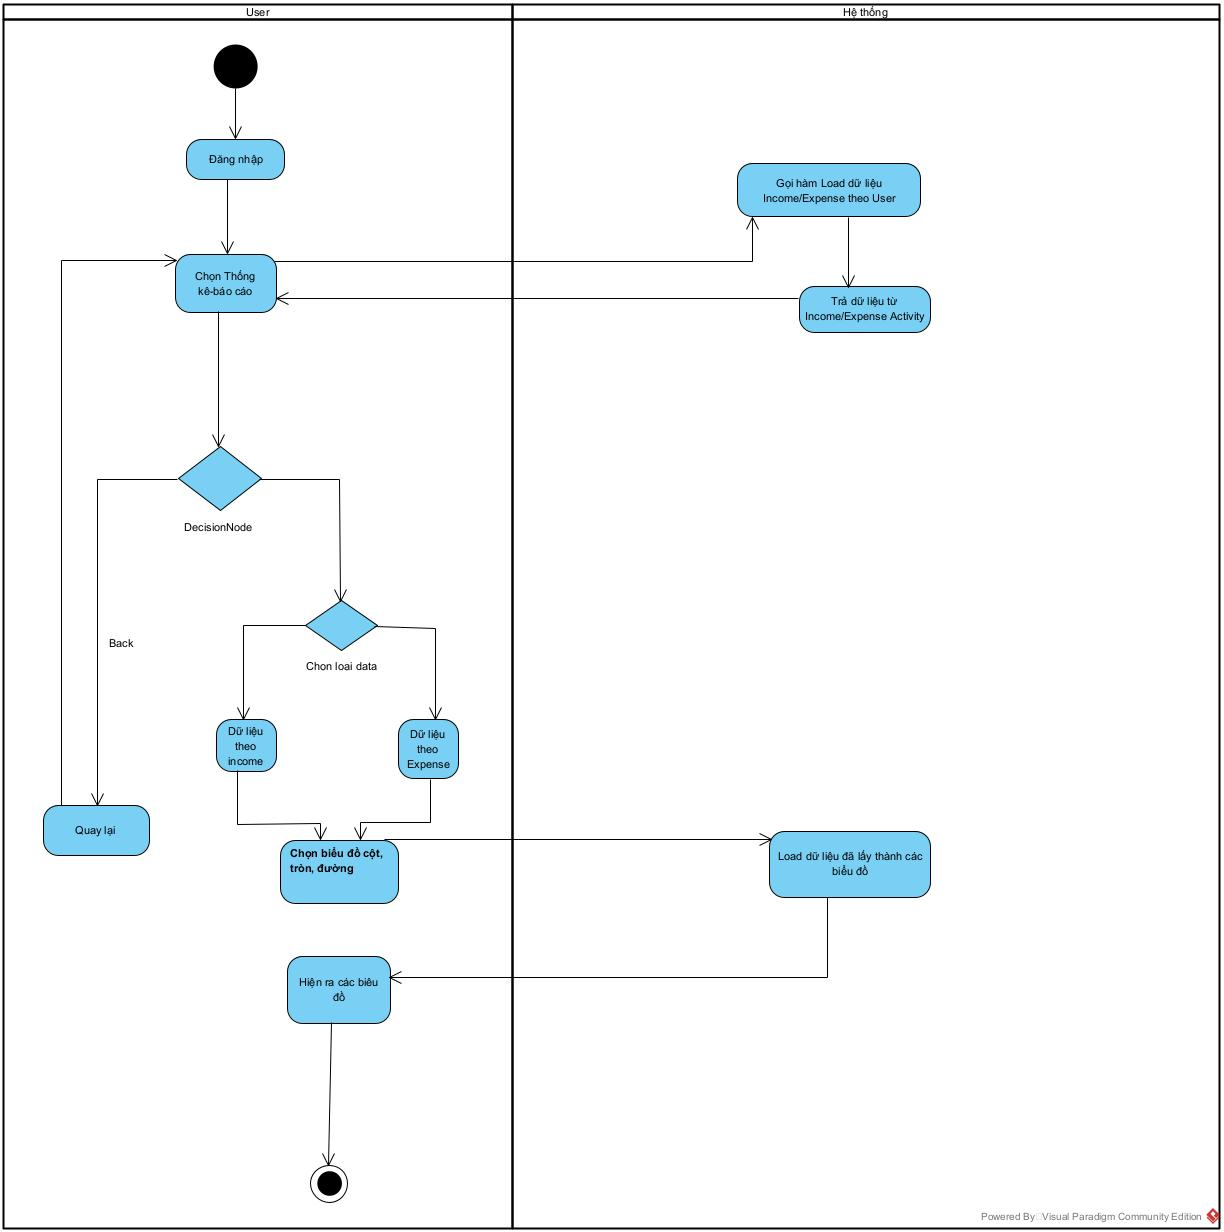 User
Hệ thống
Đăng nhập
Gọi hàm Load dữ liệu
Income/Expense theo User
Chọn Thống
kê-báo cáo
Trả dữ liệu từ
Income/Expense Activity
DecisionNode
Back
Chon loai data
Dữ liệu
theo
income
Dữ liệu
theo
Expense
Quay lại
Chọn biểu đồ cột,
tròn, đường
Load dữ liệu đã lấy thành các
biểu đồ
Hiện ra các biêu
đồ
Powered By Visual Paradigm Community Edition